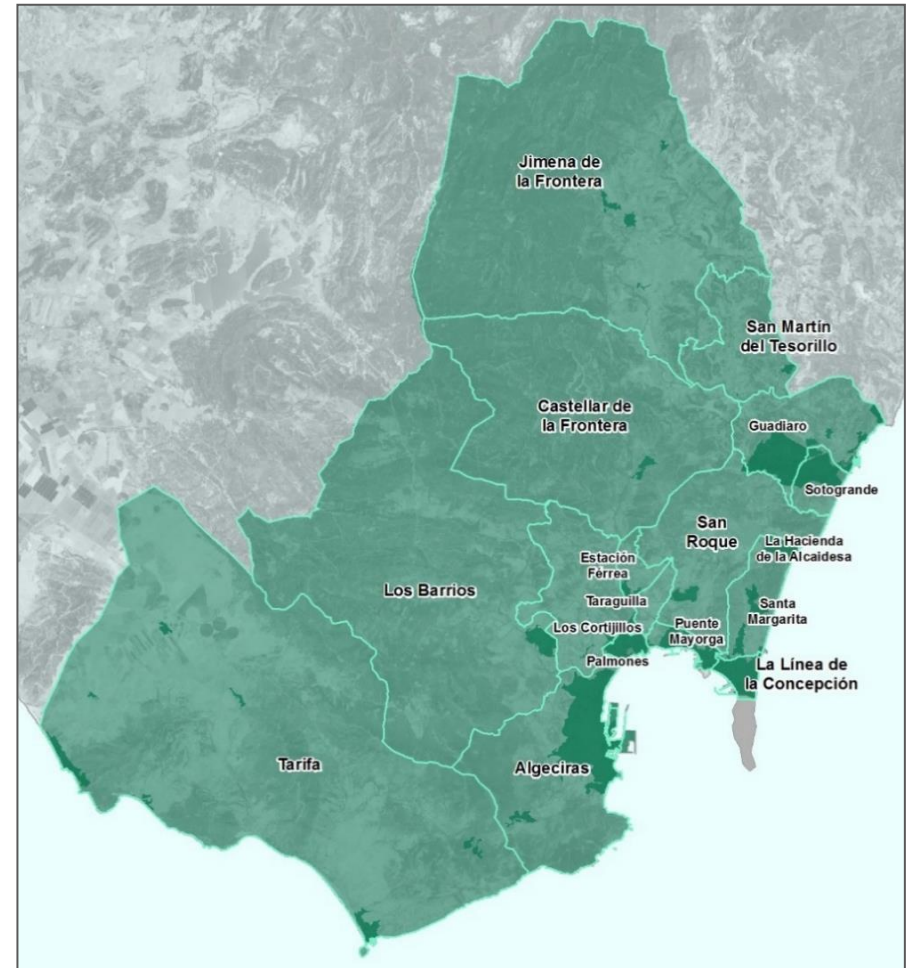 Jimena de
la Frontera
San Martín
del Tesorillo
Castellar de
la Frontera
Guadiaro
Sotogrande
San
Roque
La Hacienda
de la Alcaidesa
Estación
Férrea
Los Barrios
Taraguilla
Santa
Margarita
Los Cortijillos
Puente
Mayorga
Palmones
La Línea de
la Concepción
Tarifa
Algeciras